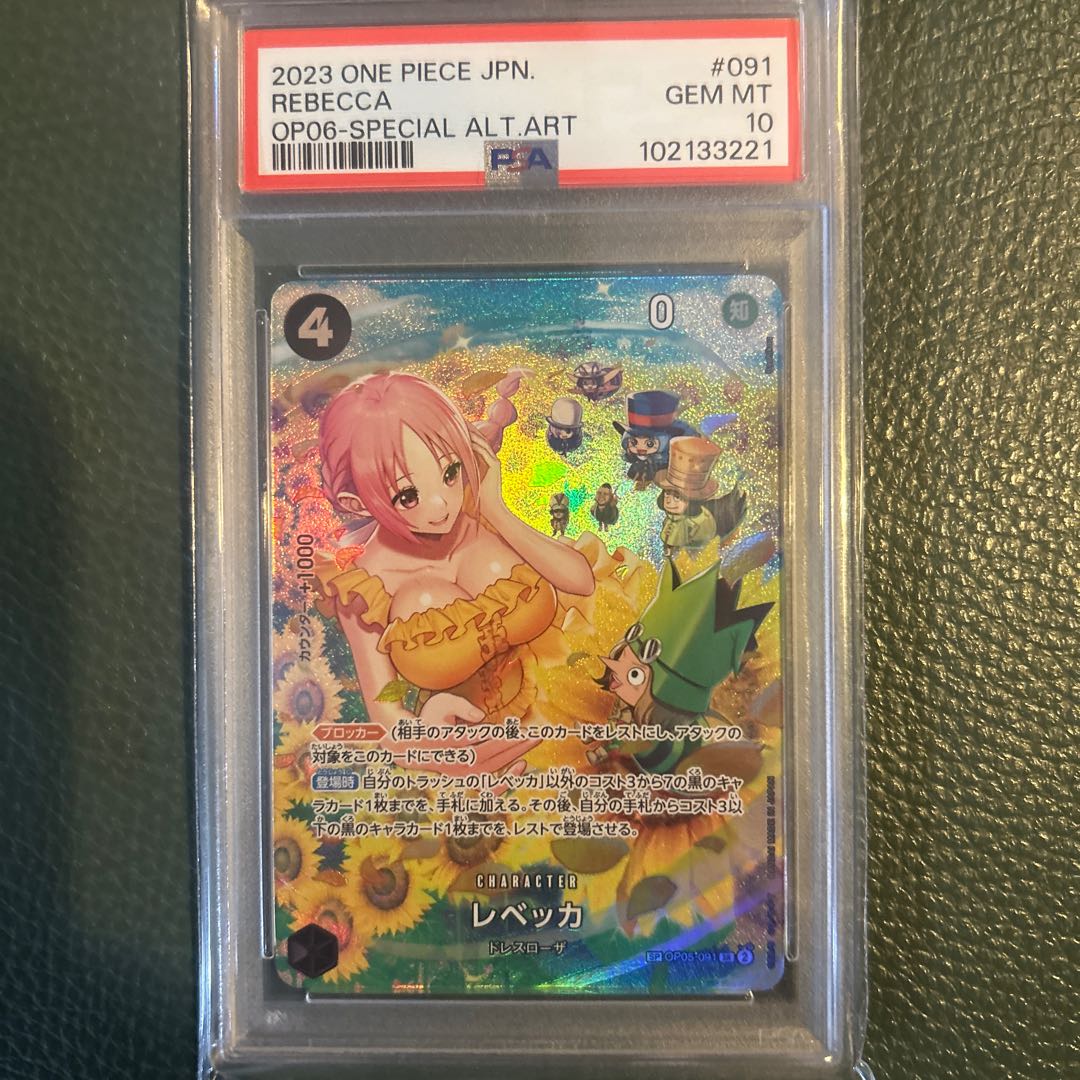 2023 ONE PIECE JPN. #091
REBECCA GEM MT
OP06-SPECIAL ALT.ART 10
PSA 102133221
4 0 知
カウンター +1000
ブロッカー (相手のアタックの後、このカードをレストにし、アタックの
対象をこのカードにできる)
登場時 自分のトラッシュの「レベッカ」以外のコスト3から7の黒のキャ
ラカード1枚までを、手札に加える。その後、自分の手札からコスト3以
下の黒のキャラカード1枚までを、レストで登場させる。
CHARACTER
レベッカ
ドレスローザ
SP OP05-091 SR 2